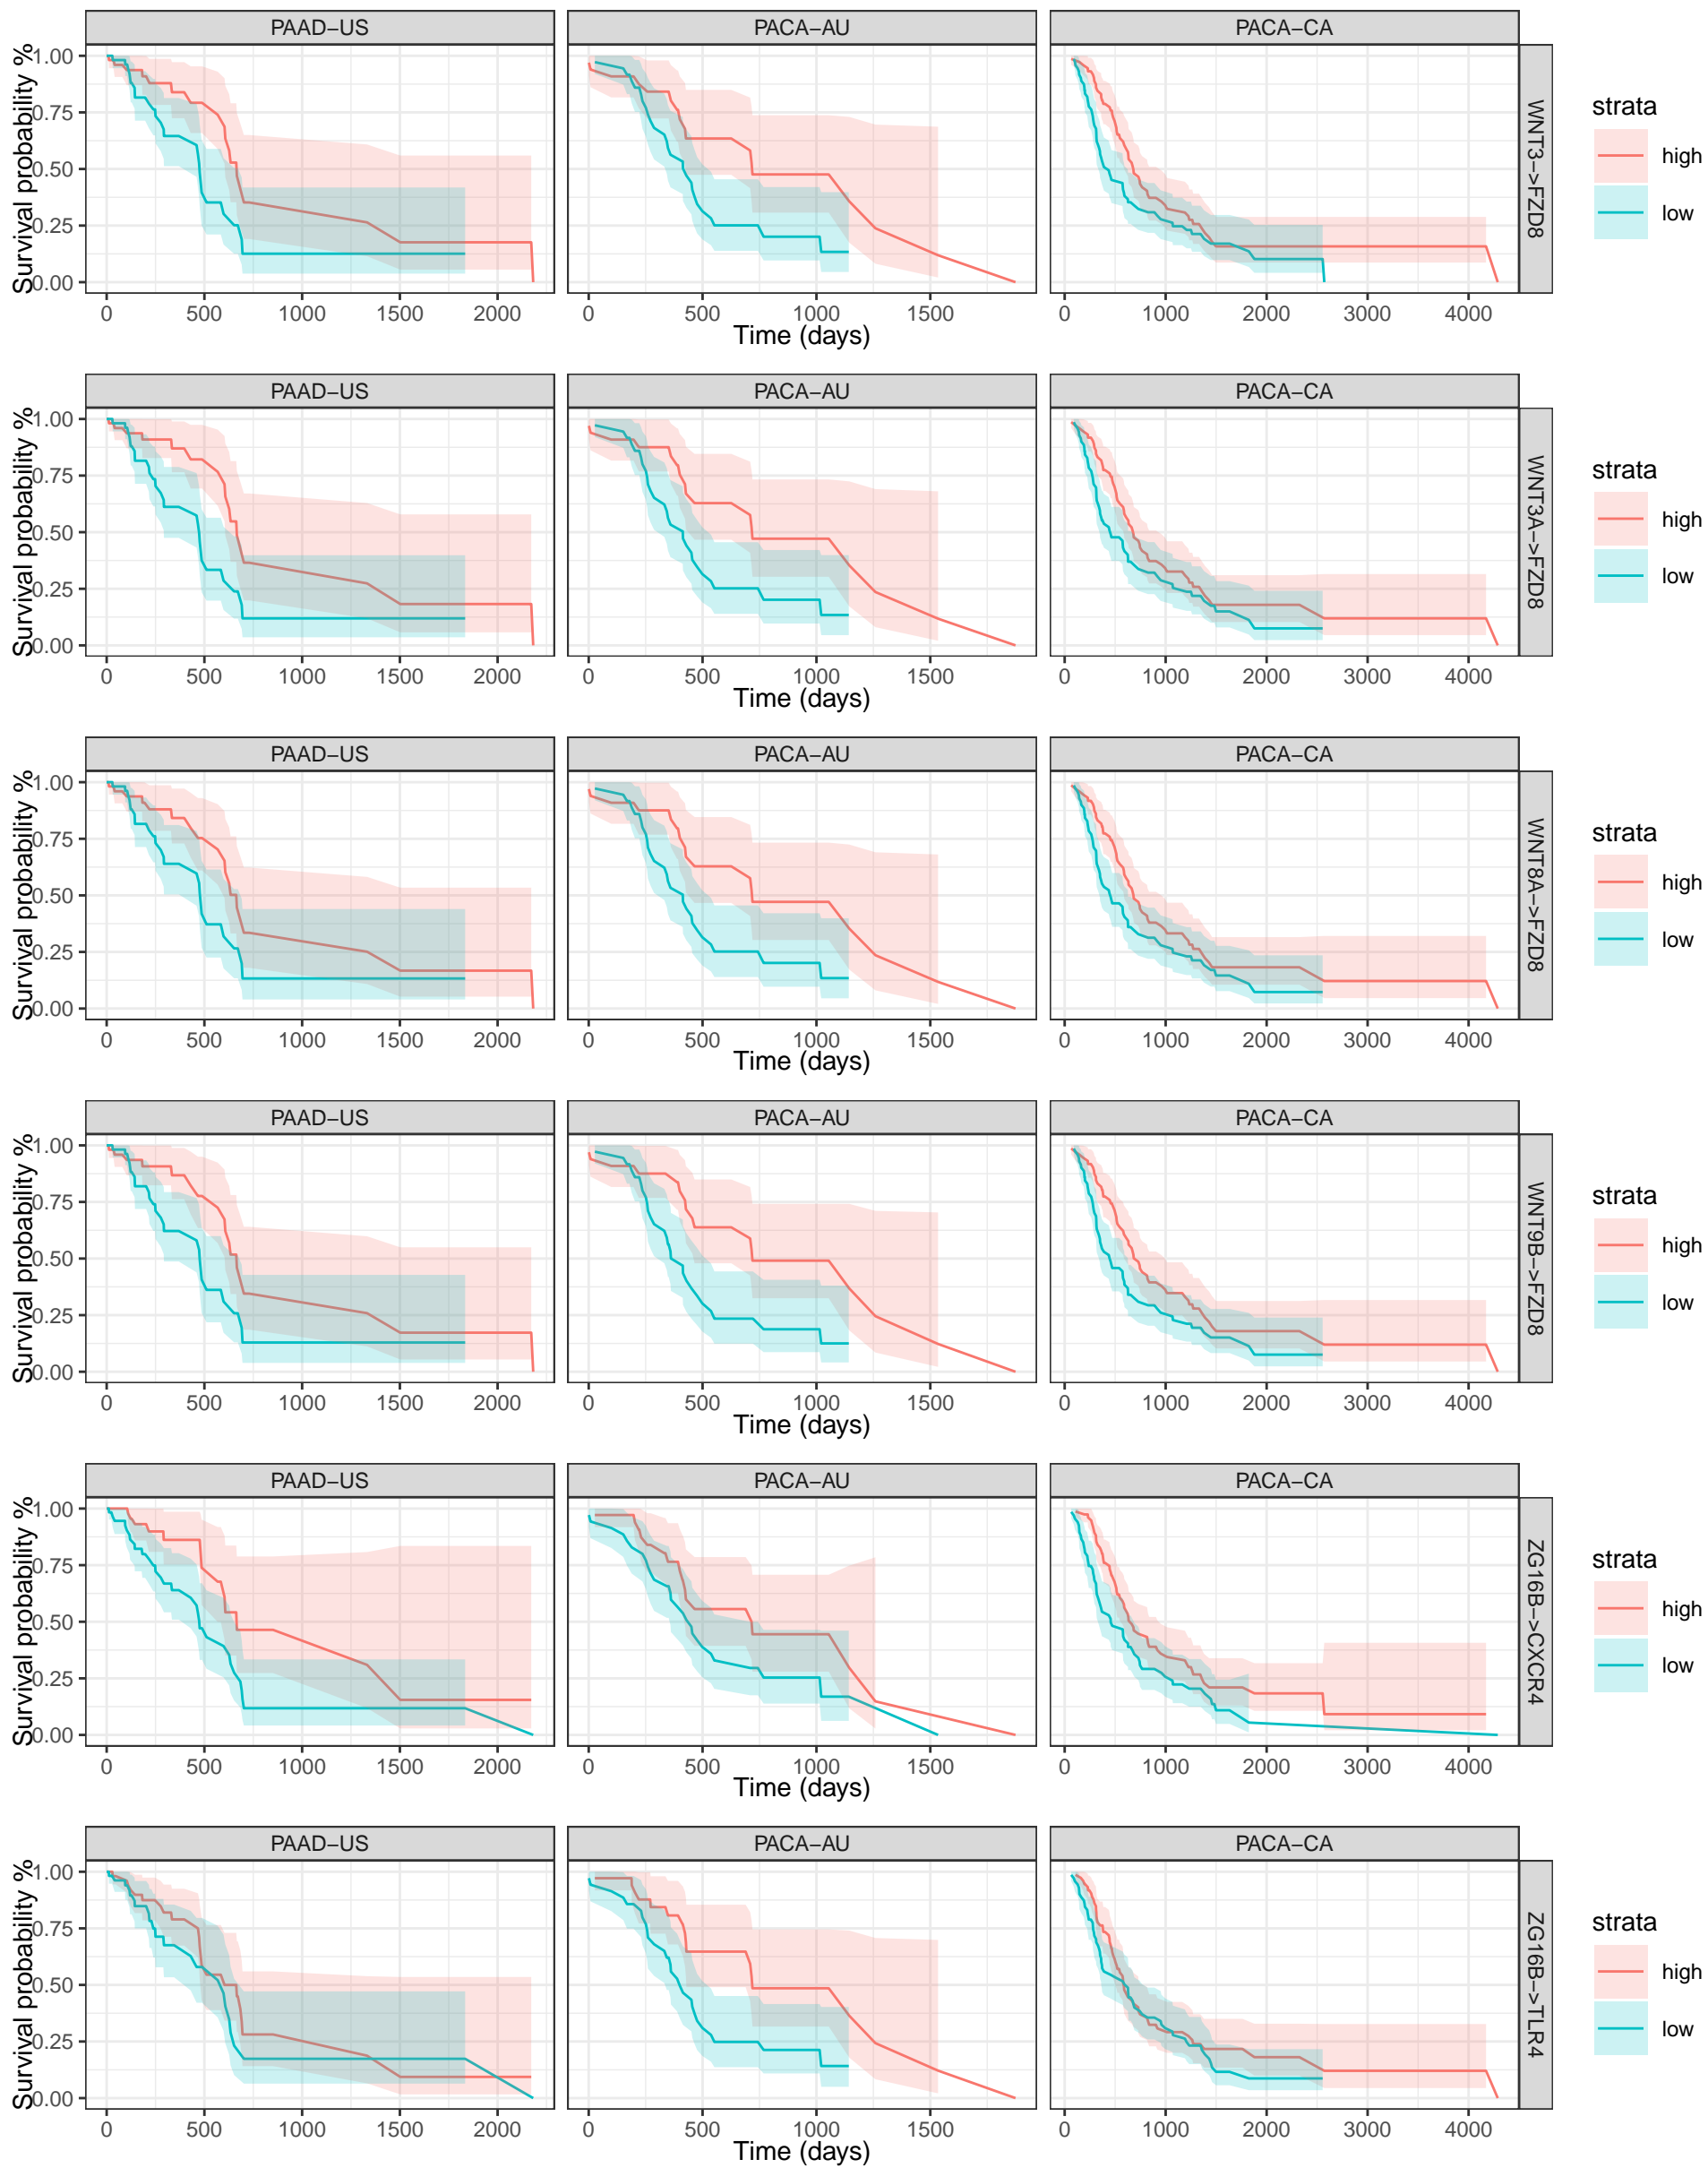 PAAD−US PACA−AU PACA−CA
Survival probability %
1.00
0.75
0.50
0.25
0.00
WNT3−>FZD8
strata
high
low
0 500 1000 1500 2000 0 500 1000 1500 0 1000 2000 3000 4000
Time (days)
PAAD−US PACA−AU PACA−CA
Survival probability %
1.00
0.75
0.50
0.25
0.00
WNT3A−>FZD8
strata
high
low
0 500 1000 1500 2000 0 500 1000 1500 0 1000 2000 3000 4000
Time (days)
PAAD−US PACA−AU PACA−CA
Survival probability %
1.00
0.75
0.50
0.25
0.00
WNT8A−>FZD8
strata
high
low
0 500 1000 1500 2000 0 500 1000 1500 0 1000 2000 3000 4000
Time (days)
PAAD−US PACA−AU PACA−CA
Survival probability %
1.00
0.75
0.50
0.25
0.00
WNT9B−>FZD8
strata
high
low
0 500 1000 1500 2000 0 500 1000 1500 0 1000 2000 3000 4000
Time (days)
PAAD−US PACA−AU PACA−CA
Survival probability %
1.00
0.75
0.50
0.25
0.00
ZG16B−>CXCR4
strata
high
low
0 500 1000 1500 2000 0 500 1000 1500 0 1000 2000 3000 4000
Time (days)
PAAD−US PACA−AU PACA−CA
Survival probability %
1.00
0.75
0.50
0.25
0.00
ZG16B−>TLR4
strata
high
low
0 500 1000 1500 2000 0 500 1000 1500 0 1000 2000 3000 4000
Time (days)